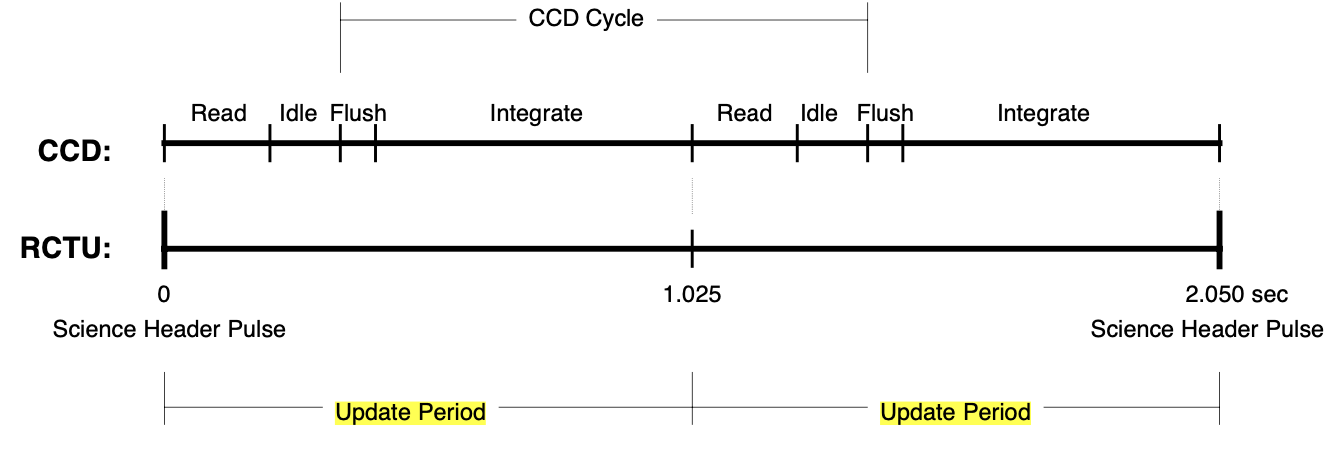 CCD Cycle
Read Idle Flush Integrate Read Idle Flush Integrate
CCD:
RCTU:
0 1.025 2.050 sec
Science Header Pulse Science Header Pulse
Update Period Update Period